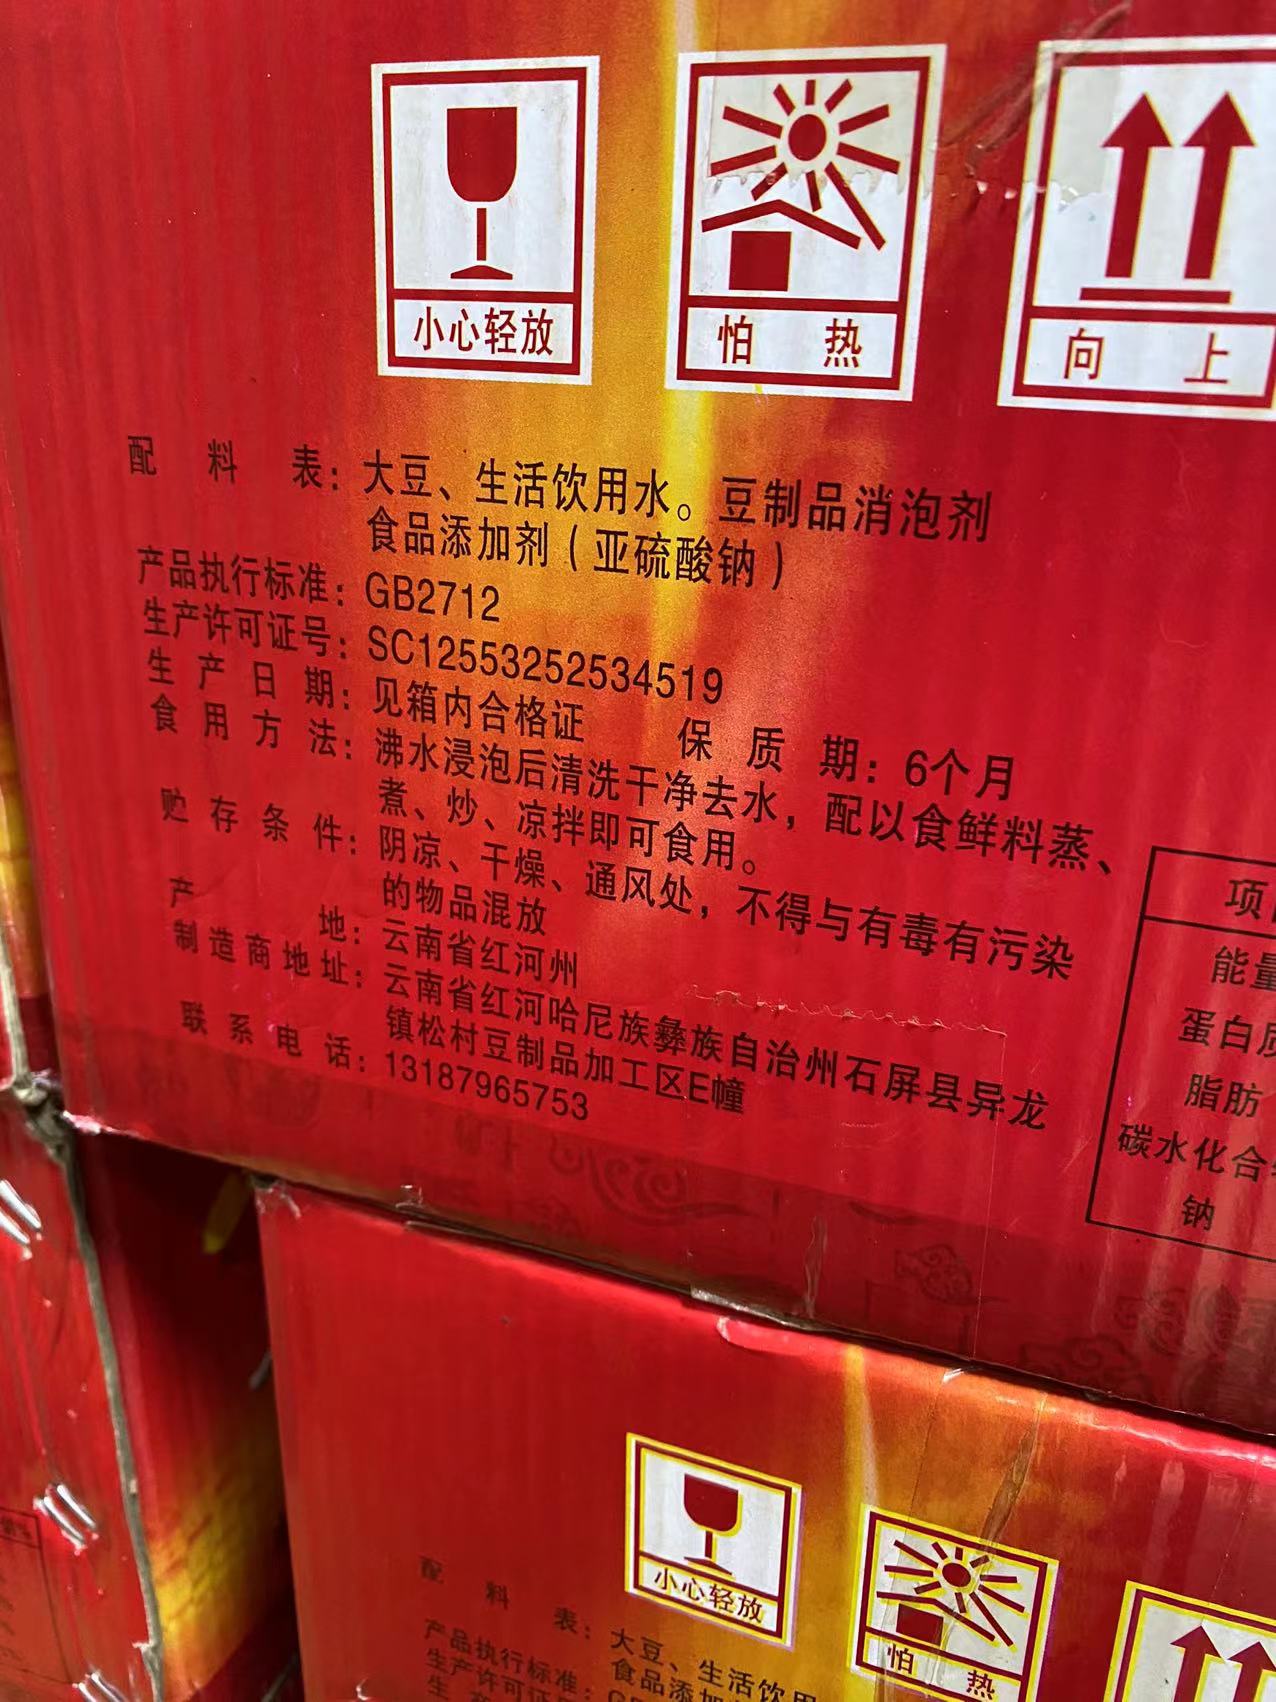 小心轻放
怕热
向上
配料表：大豆、生活饮用水。豆制品消泡剂
食品添加剂（亚硫酸钠）
产品执行标准：GB2712
生产许可证号：SC12553252534519
生产日期：见箱内合格证 保质期：6个月
食用方法：沸水浸泡后清洗干净去水，配以食鲜料蒸、
煮、炒、凉拌即可食用。
贮存条件：阴凉、干燥、通风处，不得与有毒有污染
的物品混放
产地：云南省红河州
制造商地址：云南省红河哈尼族彝族自治州石屏县异龙
镇松村豆制品加工区E幢
联系电话：13187965753
项
能量
蛋白质
脂肪
碳水化合
钠
小心轻放
怕热
配料表：大豆、生活饮用
食品添加剂
产品执行标准：
生产许可证